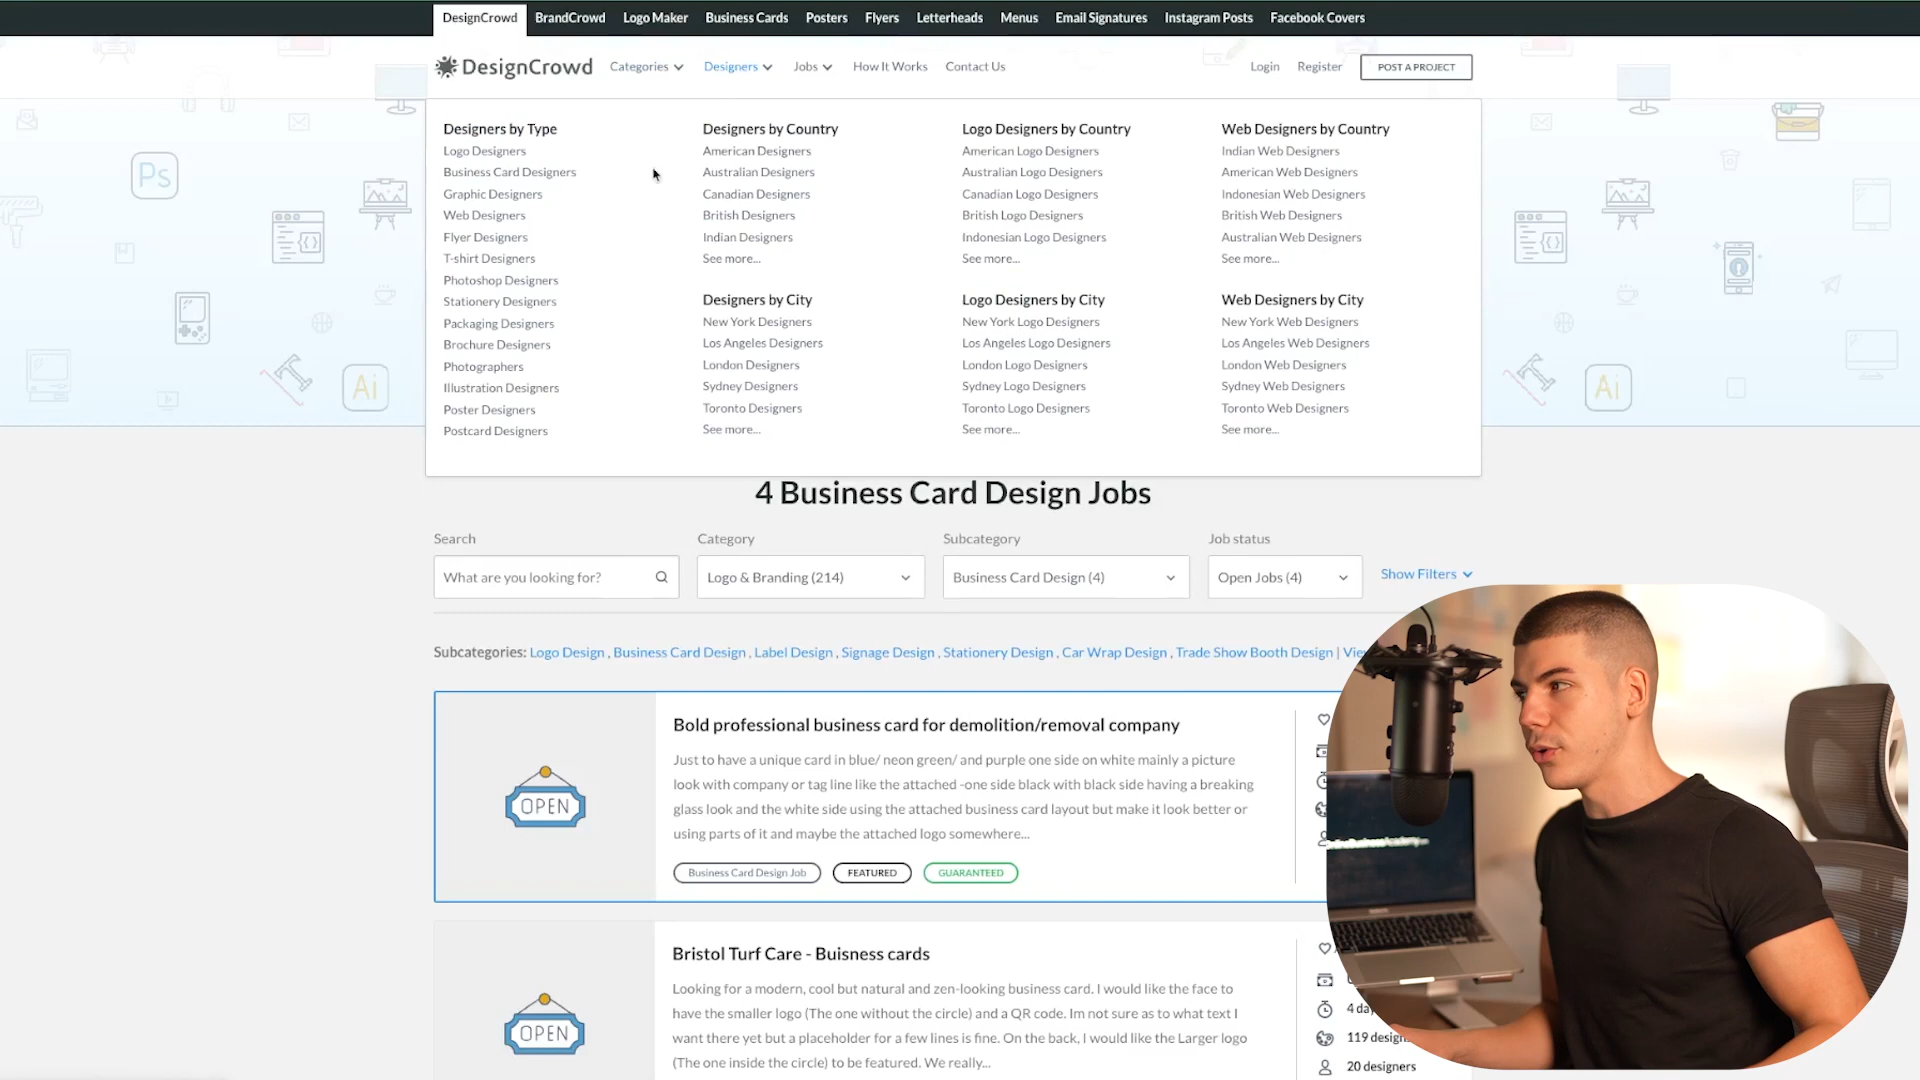 DesignCrowd BrandCrowd Logo Maker Business Cards Posters Flyers Letterheads Menus Email Signatures Instagram Posts Facebook Covers
DesignCrowd Categories Designers Jobs How It Works Contact Us Login Register POST A PROJECT
Designers by Type
Logo Designers
Business Card Designers
Graphic Designers
Web Designers
Flyer Designers
T-shirt Designers
Photoshop Designers
Stationery Designers
Packaging Designers
Brochure Designers
Photographers
Illustration Designers
Poster Designers
Postcard Designers
Designers by Country
American Designers
Australian Designers
Canadian Designers
British Designers
Indian Designers
See more...
Designers by City
New York Designers
Los Angeles Designers
London Designers
Sydney Designers
Toronto Designers
See more...
Logo Designers by Country
American Logo Designers
Australian Logo Designers
Canadian Logo Designers
British Logo Designers
Indonesian Logo Designers
See more...
Logo Designers by City
New York Logo Designers
Los Angeles Logo Designers
London Logo Designers
Sydney Logo Designers
Toronto Logo Designers
See more...
Web Designers by Country
Indian Web Designers
American Web Designers
Indonesian Web Designers
British Web Designers
Australian Web Designers
See more...
Web Designers by City
New York Web Designers
Los Angeles Web Designers
London Web Designers
Sydney Web Designers
Toronto Web Designers
See more...
Ps
Ai
Ai
4 Business Card Design Jobs
Search Category Subcategory Job status
What are you looking for? Logo & Branding (214) Business Card Design (4) Open Jobs (4) Show Filters
Subcategories: Logo Design , Business Card Design , Label Design , Signage Design , Stationery Design , Car Wrap Design , Trade Show Booth Design |
OPEN
Bold professional business card for demolition/removal company
Just to have a unique card in blue/ neon green/ and purple one side on white mainly a picture
look with company or tag line like the attached -one side black with black side having a breaking
glass look and the white side using the attached business card layout but make it look better or
using parts of it and maybe the attached logo somewhere...
Business Card Design Job FEATURED GUARANTEED
OPEN
Bristol Turf Care - Buisness cards
Looking for a modern, cool but natural and zen-looking business card. I would like the face to
have the smaller logo (The one without the circle) and a QR code. Im not sure as to what text I
want there yet but a placeholder for a few lines is fine. On the back, I would like the Larger logo
(The one inside the circle) to be featured. We really...
4
119
20 designers